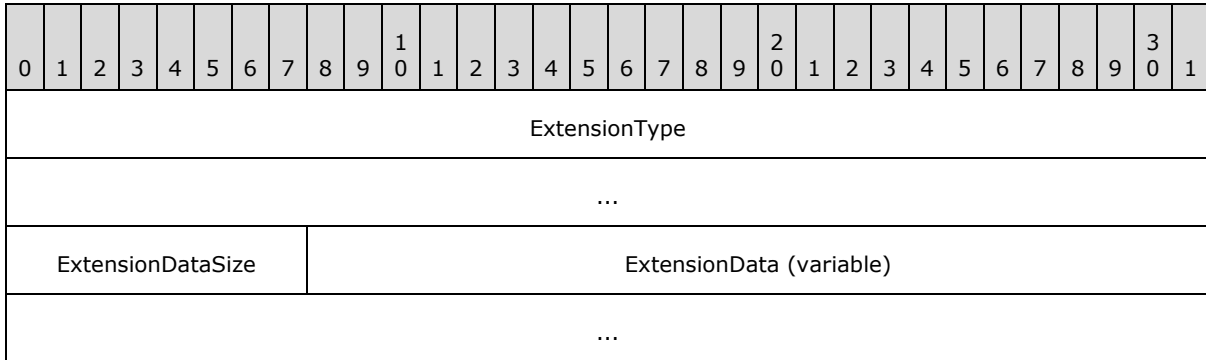 0 1 2 3 4 5 6 7 8 9 1 0 1 2 3 4 5 6 7 8 9 2 0 1 2 3 4 5 6 7 8 9 3 0 1
ExtensionType
...
ExtensionDataSize ExtensionData (variable)
...